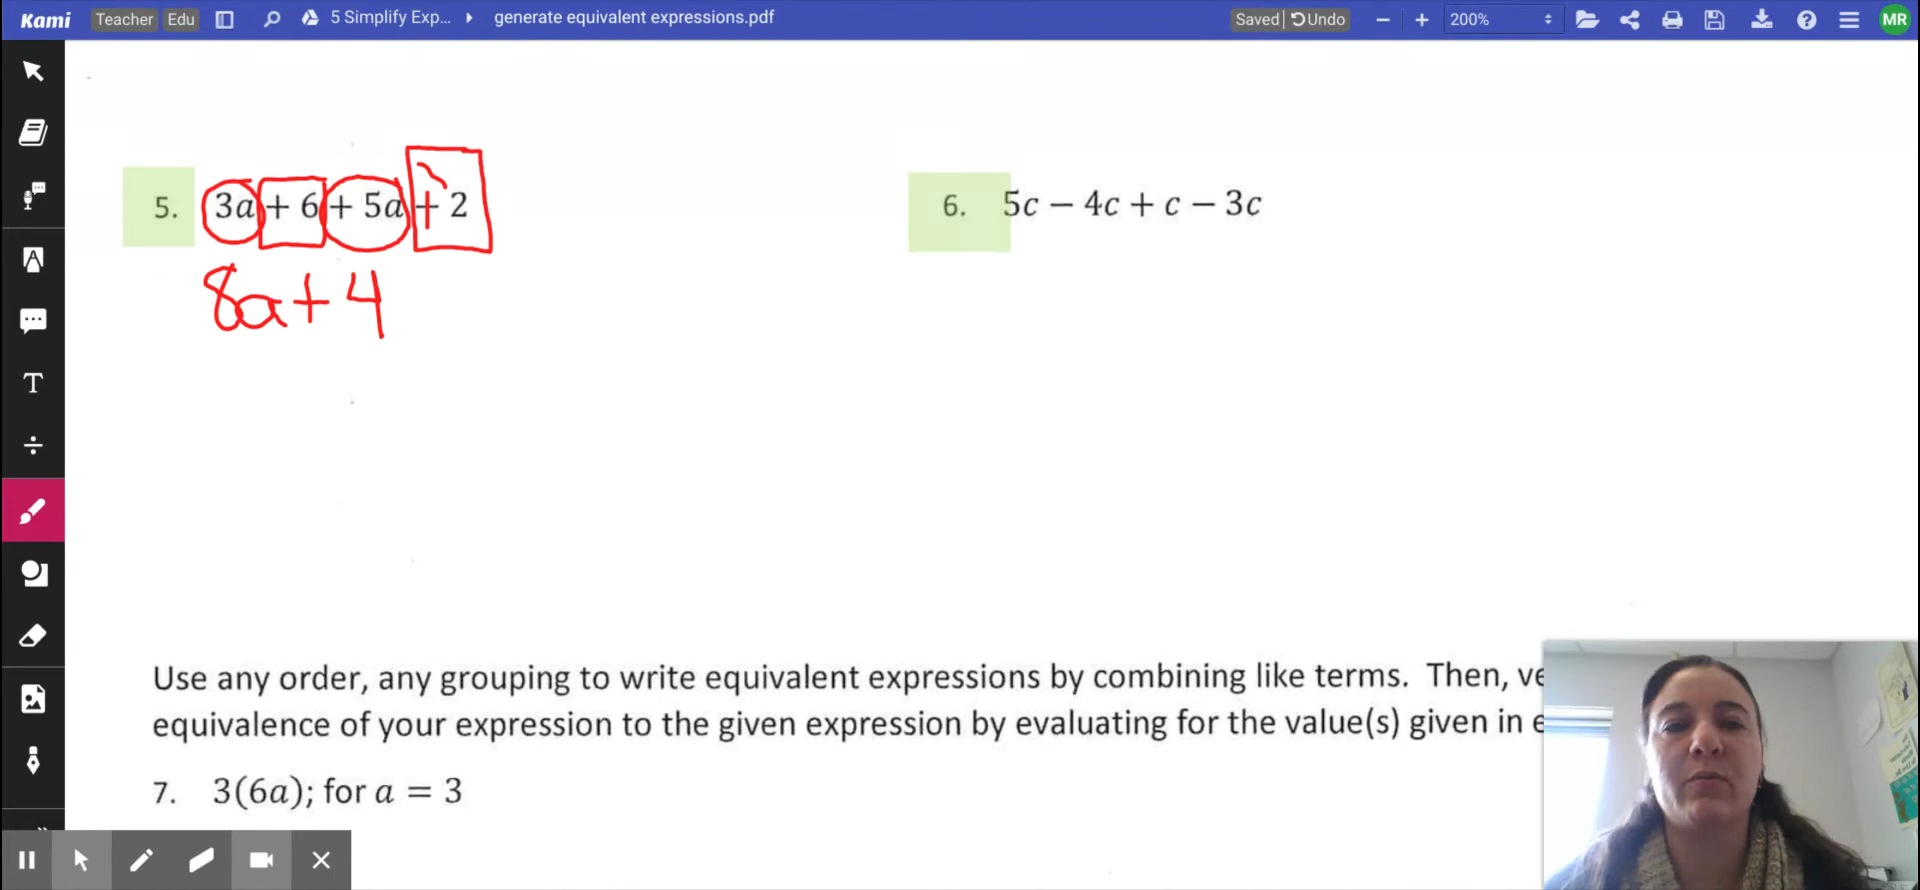 Kami Teacher Edu 5 Simplify Exp... generate equivalent expressions.pdf Saved Undo 200% MR
5. 3a + 6 + 5a + 2
8a + 4
6. 5c − 4c + c − 3c
Use any order, any grouping to write equivalent expressions by combining like terms. Then, ve
equivalence of your expression to the given expression by evaluating for the value(s) given in e
7. 3(6a); for a = 3